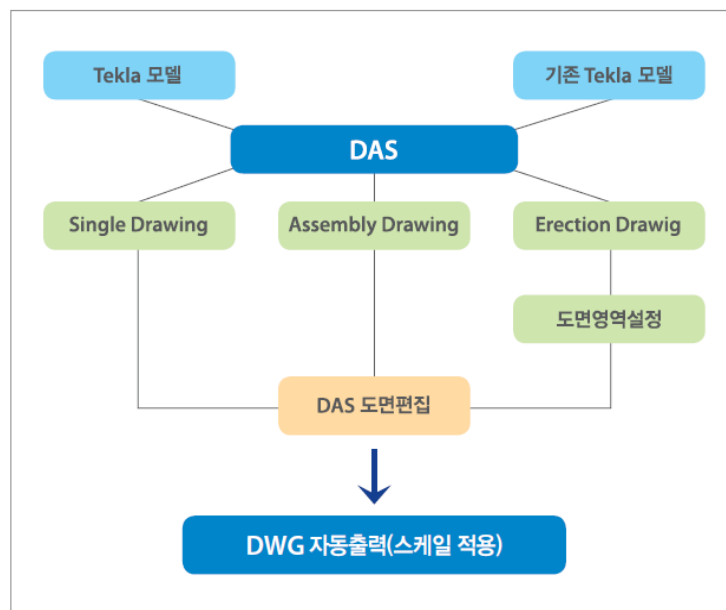 Tekla 모델
기존 Tekla 모델
DAS
Single Drawing
Assembly Drawing
Erection Drawig
도면영역설정
DAS 도면편집
DWG 자동출력(스케일 적용)